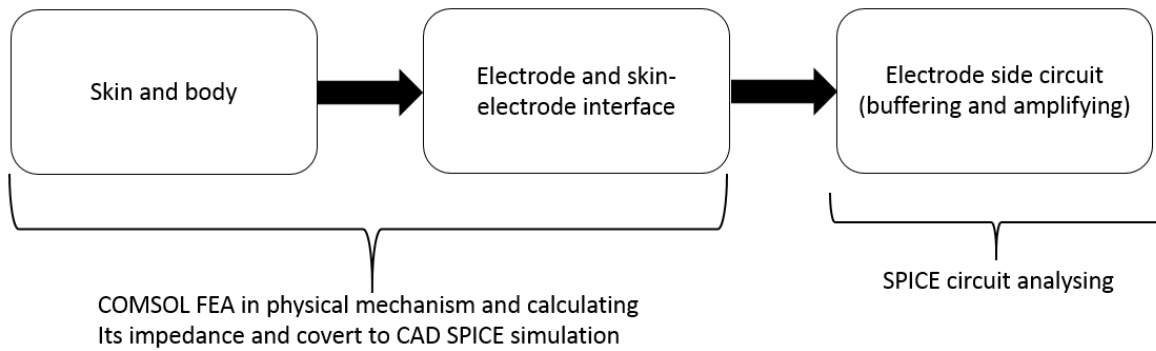 Skin and body
Electrode and skin-
electrode interface
Electrode side circuit
(buffering and amplifying)
COMSOL FEA in physical mechanism and calculating
Its impedance and covert to CAD SPICE simulation
SPICE circuit analysing